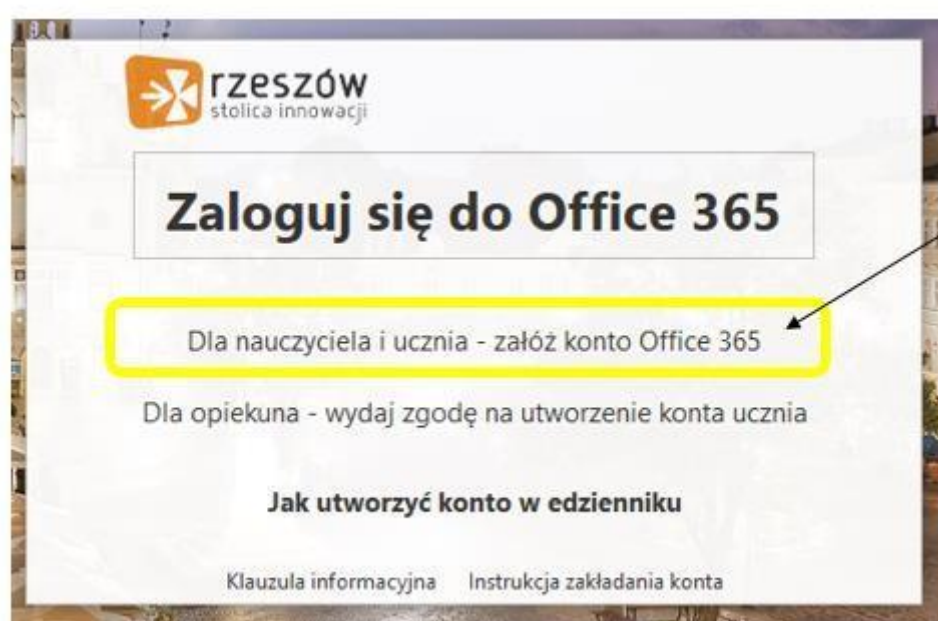 rzeszów
stolica innowacji
Zaloguj się do Office 365
Dla nauczyciela i ucznia - załóż konto Office 365
Dla opiekuna - wydaj zgodę na utworzenie konta ucznia
Jak utworzyć konto w edzienniku
Klauzula informacyjna Instrukcja zakładania konta